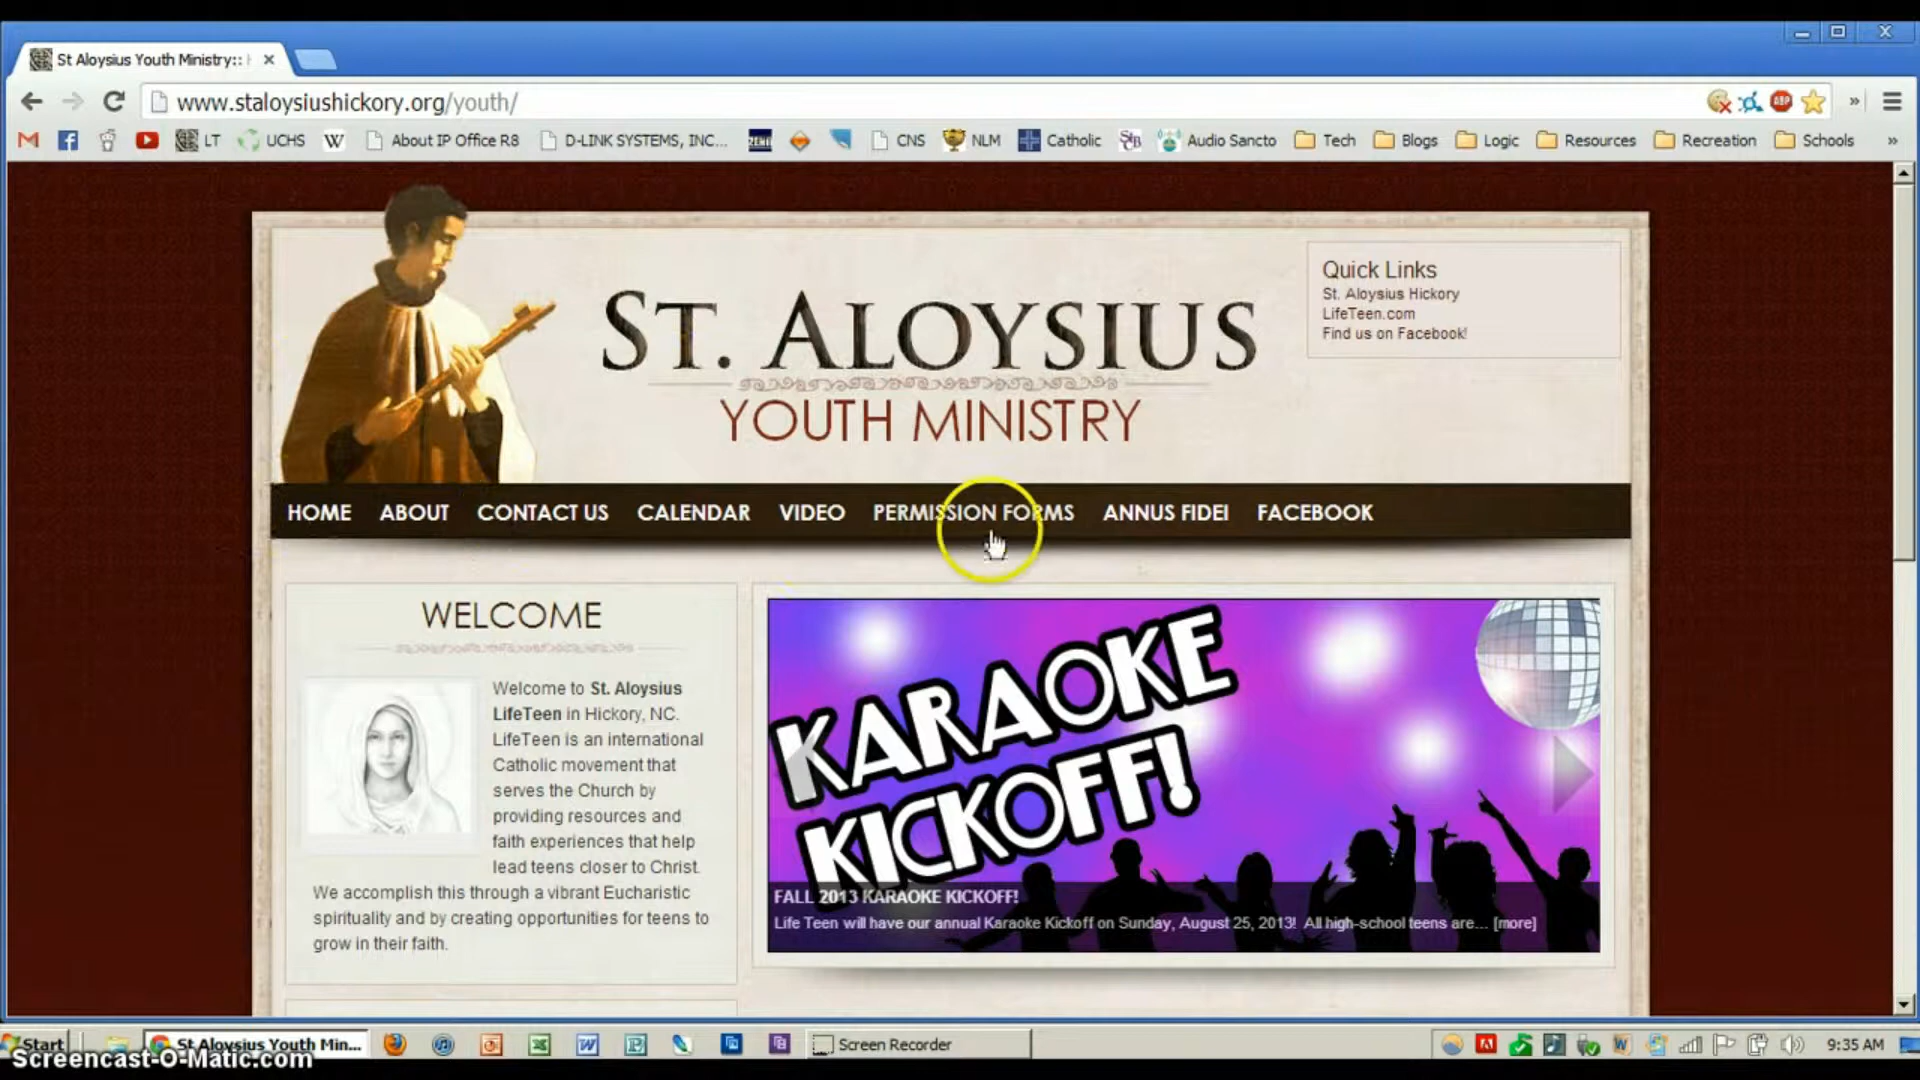 St Aloysius Youth Ministry::
www.staloysiushickory.org/youth/
LT
UCHS
W
About IP Office R8
D-LINK SYSTEMS, INC...
CNS
NLM
Catholic
Audio Sancto
Tech
Blogs
Logic
Resources
Recreation
Schools
»
ABP
Quick Links
St. Aloysius Hickory
LifeTeen.com
Find us on Facebook!
ST. ALOYSIUS
YOUTH MINISTRY
HOME
ABOUT
CONTACT US
CALENDAR
VIDEO
PERMISSION FORMS
ANNUS FIDEI
FACEBOOK
WELCOME
Welcome to St. Aloysius
LifeTeen in Hickory, NC.
LifeTeen is an international
Catholic movement that
serves the Church by
providing resources and
faith experiences that help
lead teens closer to Christ.
We accomplish this through a vibrant Eucharistic
spirituality and by creating opportunities for teens to
grow in their faith.
KARAOKE
KICKOFF!
FALL 2013 KARAOKE KICKOFF!
Life Teen will have our annual Karaoke Kickoff on Sunday, August 25, 2013! All high-school teens are... [more]
Start
St Aloysius Youth Min...
Screen Recorder
9:35 AM
Screencast-O-Matic.com